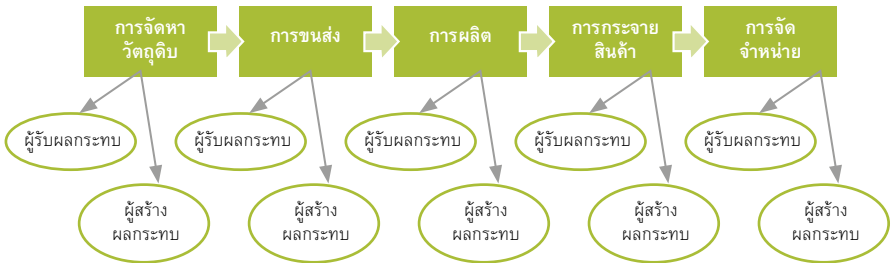 การจัดหา
วัตถุดิบ
การขนส่ง
การผลิต
การกระจาย
สินค้า
การจัด
จำหน่าย
ผู้รับผลกระทบ
ผู้รับผลกระทบ
ผู้รับผลกระทบ
ผู้รับผลกระทบ
ผู้รับผลกระทบ
ผู้สร้าง
ผลกระทบ
ผู้สร้าง
ผลกระทบ
ผู้สร้าง
ผลกระทบ
ผู้สร้าง
ผลกระทบ
ผู้สร้าง
ผลกระทบ